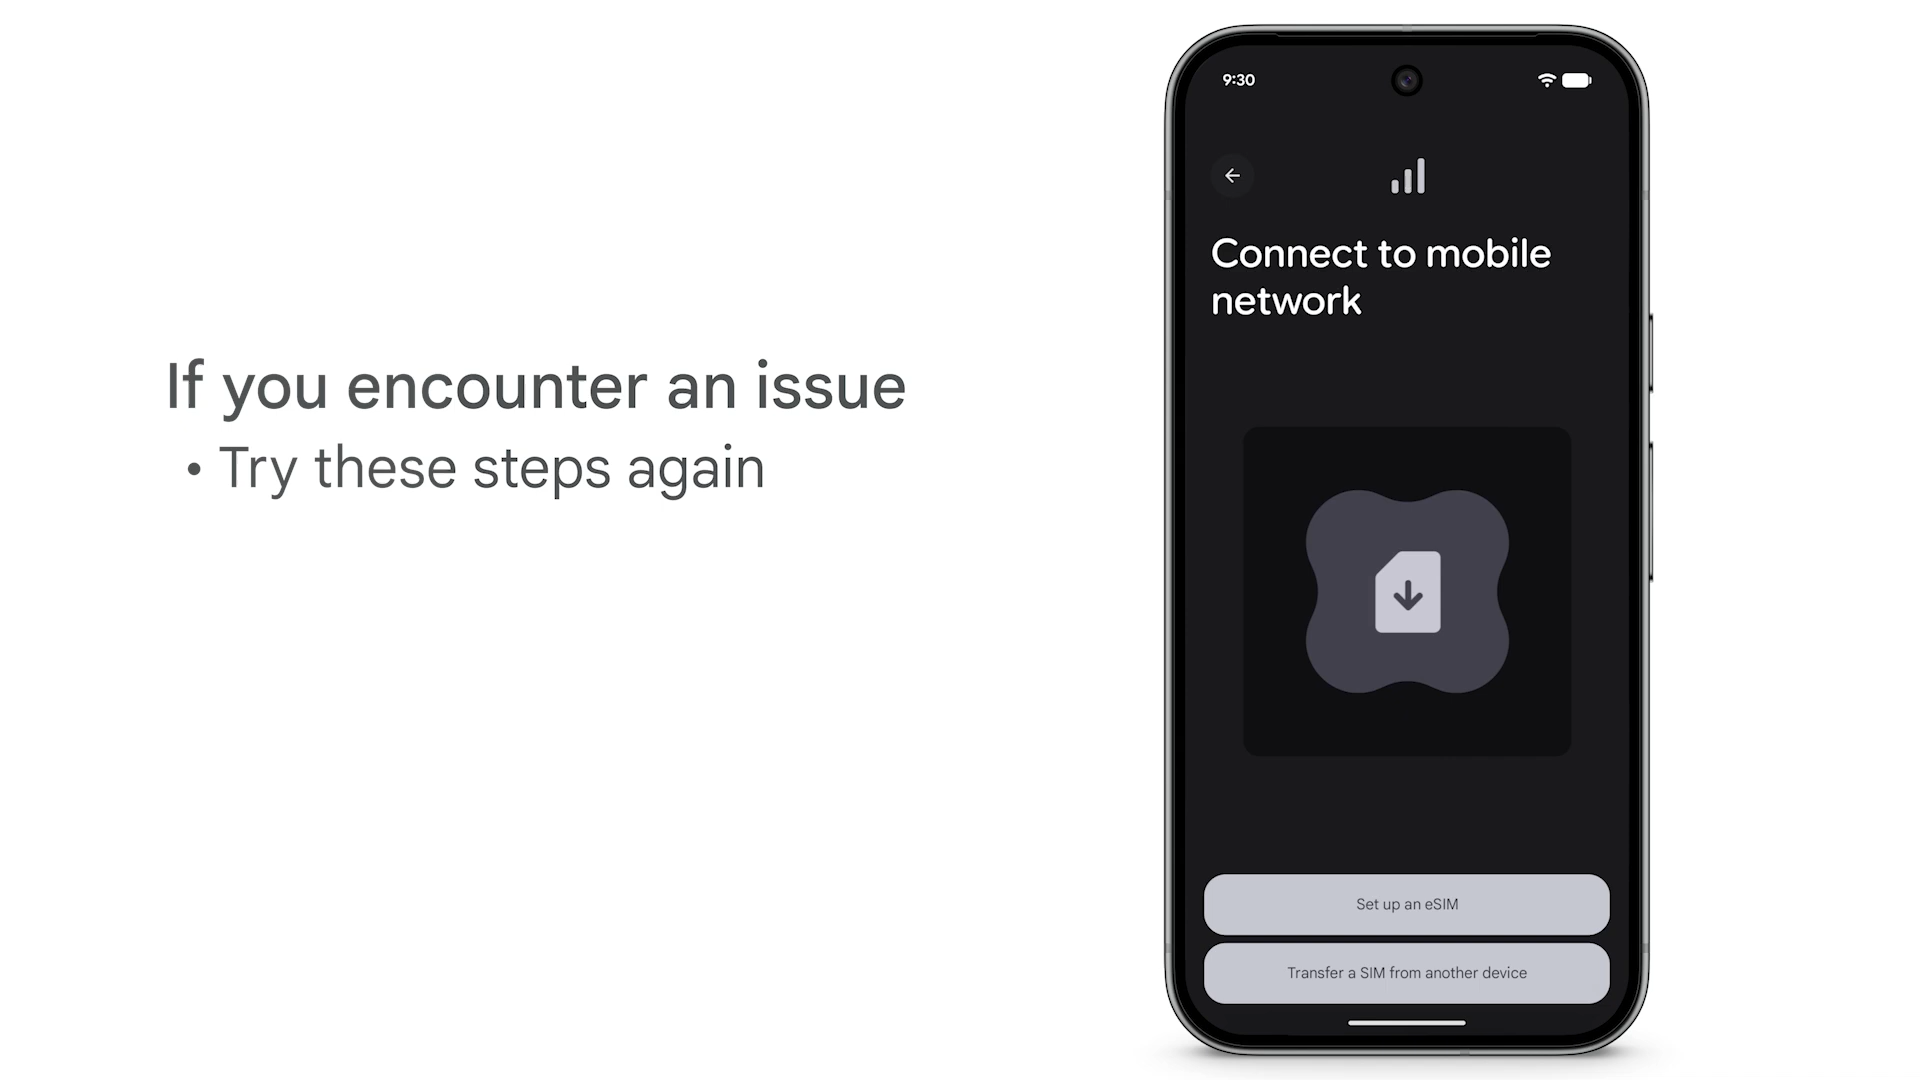 If you encounter an issue
• Try these steps again
9:30
Connect to mobile
network
Set up an eSIM
Transfer a SIM from another device